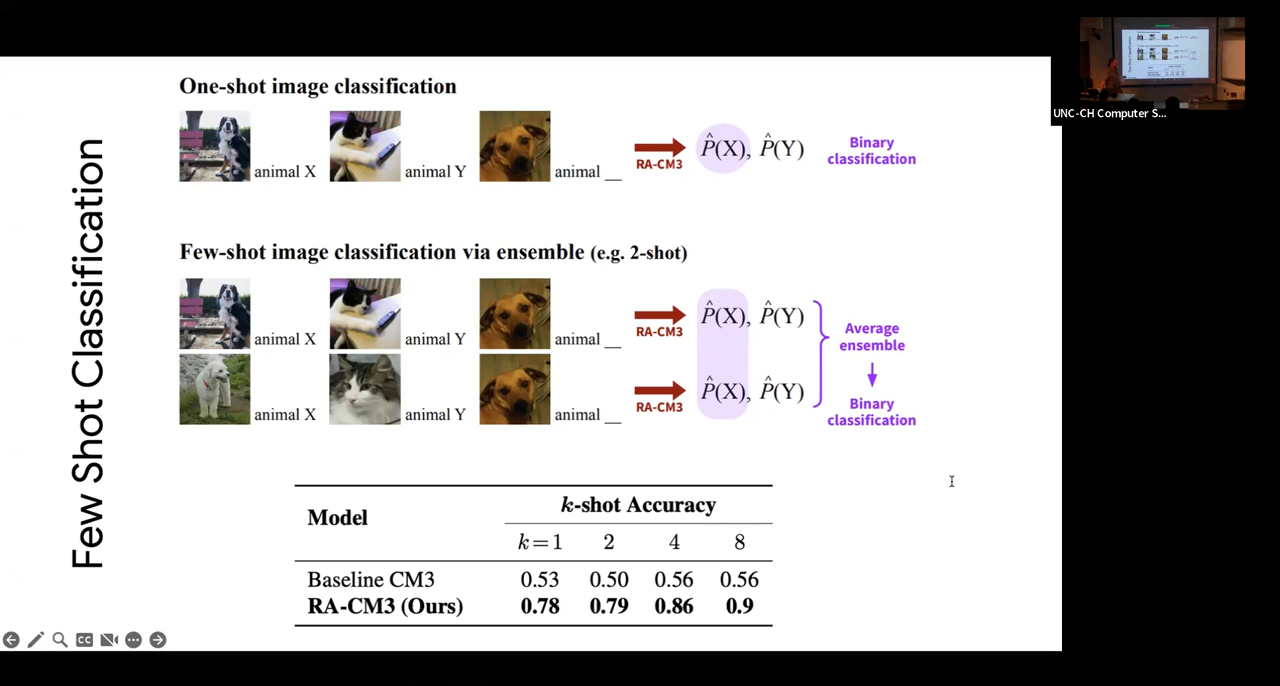 UNC-CH Computer S...
Few Shot Classification
One-shot image classification
animal X animal Y animal __ RA-CM3 P̂(X), P̂(Y) Binary classification
Few-shot image classification via ensemble (e.g. 2-shot)
animal X animal Y animal __ RA-CM3 P̂(X), P̂(Y)
animal X animal Y animal __ RA-CM3 P̂(X), P̂(Y)
Average
ensemble
Binary
classification
Model k-shot Accuracy
k=1 2 4 8
Baseline CM3 0.53 0.50 0.56 0.56
RA-CM3 (Ours) 0.78 0.79 0.86 0.9
CC